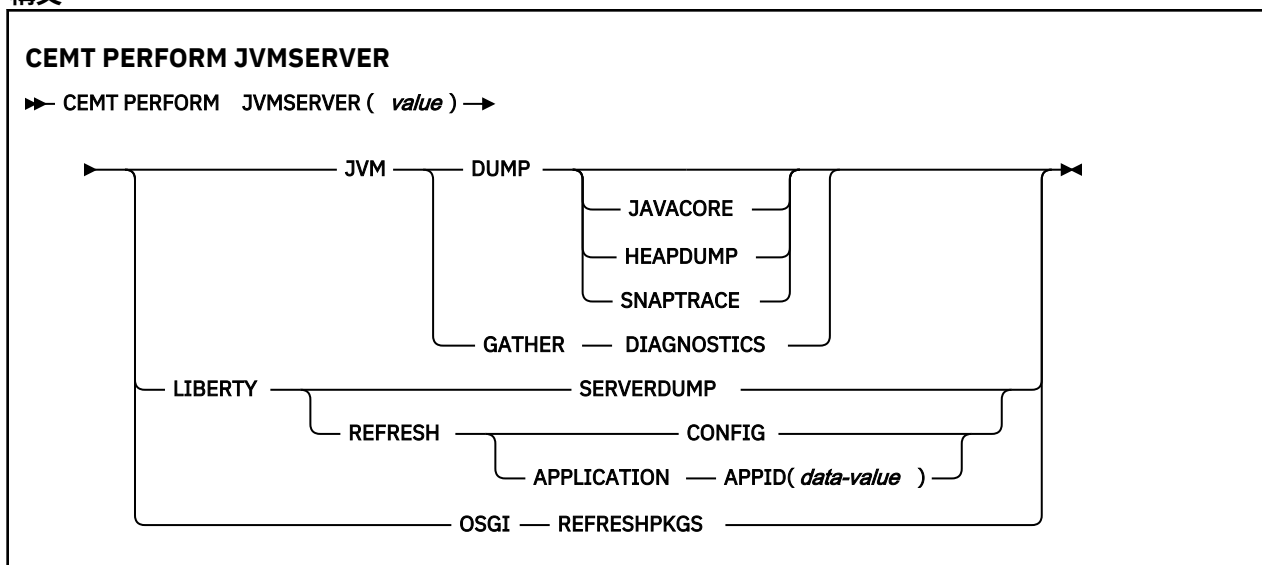 CEMT PERFORM JVMSERVER
CEMT PERFORM JVMSERVER ( value )
JVM DUMP
JAVACORE
HEAPDUMP
SNAPTRACE
GATHER DIAGNOSTICS
LIBERTY SERVERDUMP
REFRESH CONFIG
APPLICATION APPID( data-value )
OSGI REFRESHPKGS